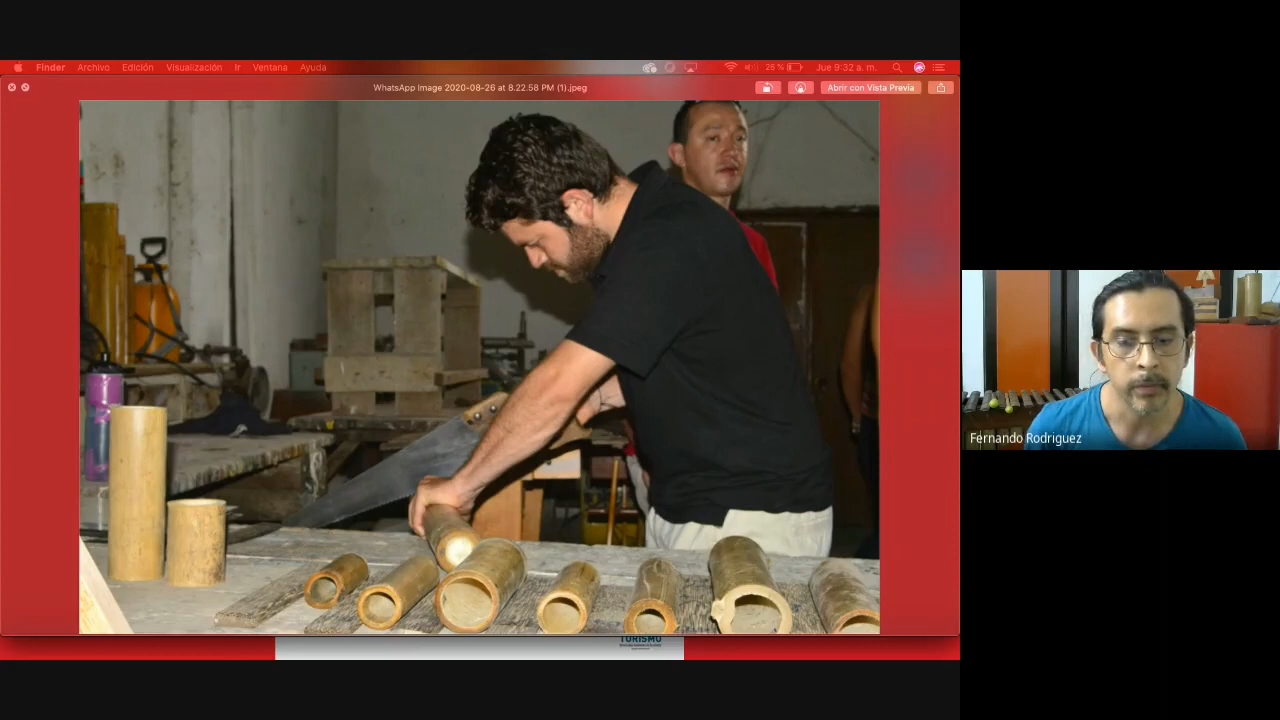 Finder Archivo Edición Visualización Ir Ventana Ayuda 25 % Jue 9:32 a. m.
WhatsApp Image 2020-08-26 at 8.22.58 PM (1).jpeg Abrir con Vista Previa
Fernando Rodriguez
TURISMO